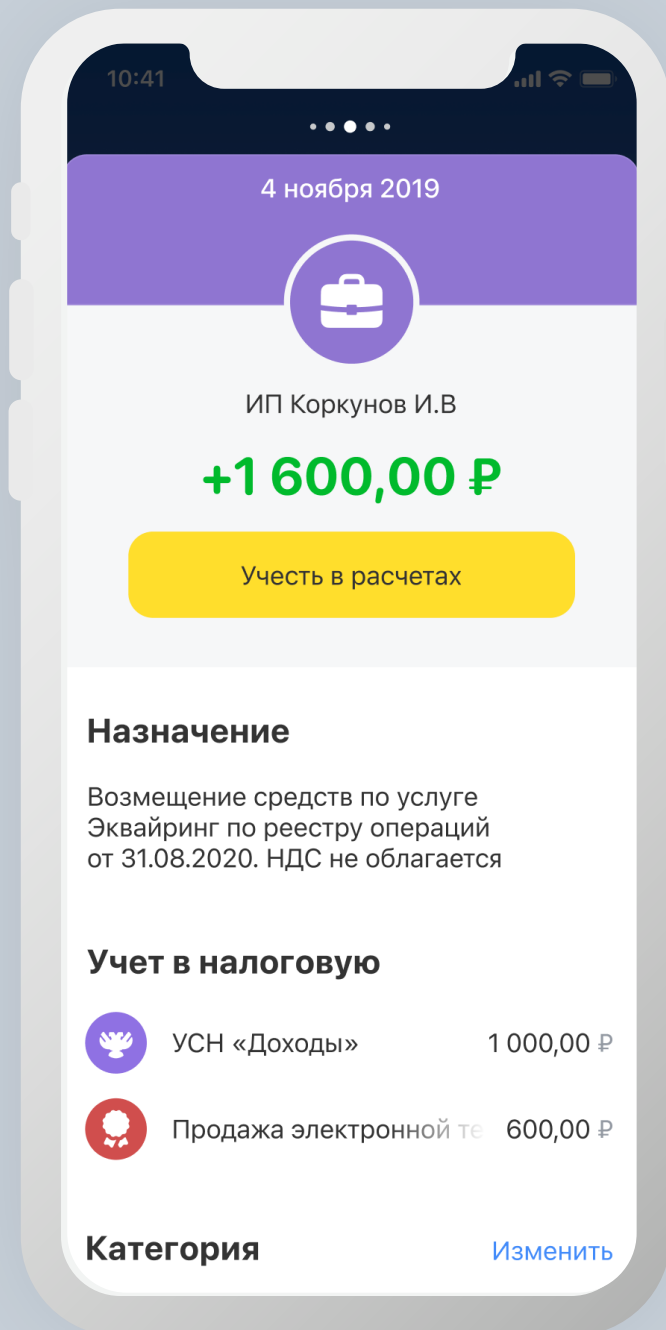 10:41
4 ноября 2019
ИП Коркунов И.В
+1 600,00 ₽
Учесть в расчетах
Назначение
Возмещение средств по услуге
Эквайринг по реестру операций
от 31.08.2020. НДС не облагается
Учет в налоговую
УСН «Доходы» 1 000,00 ₽
Продажа электронной те 600,00 ₽
Категория Изменить